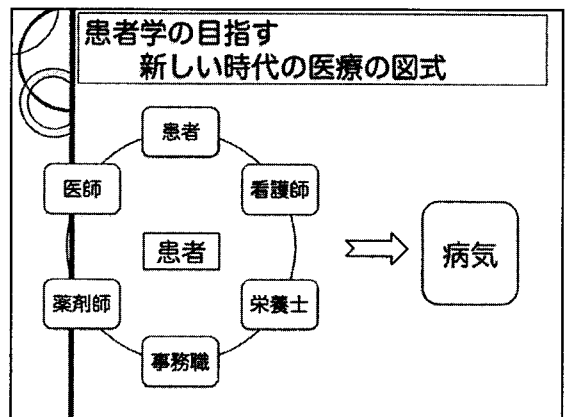 患者学の目指す
新しい時代の医療の図式
患者
医師
看護師
患者
病気
薬剤師
栄養士
事務職